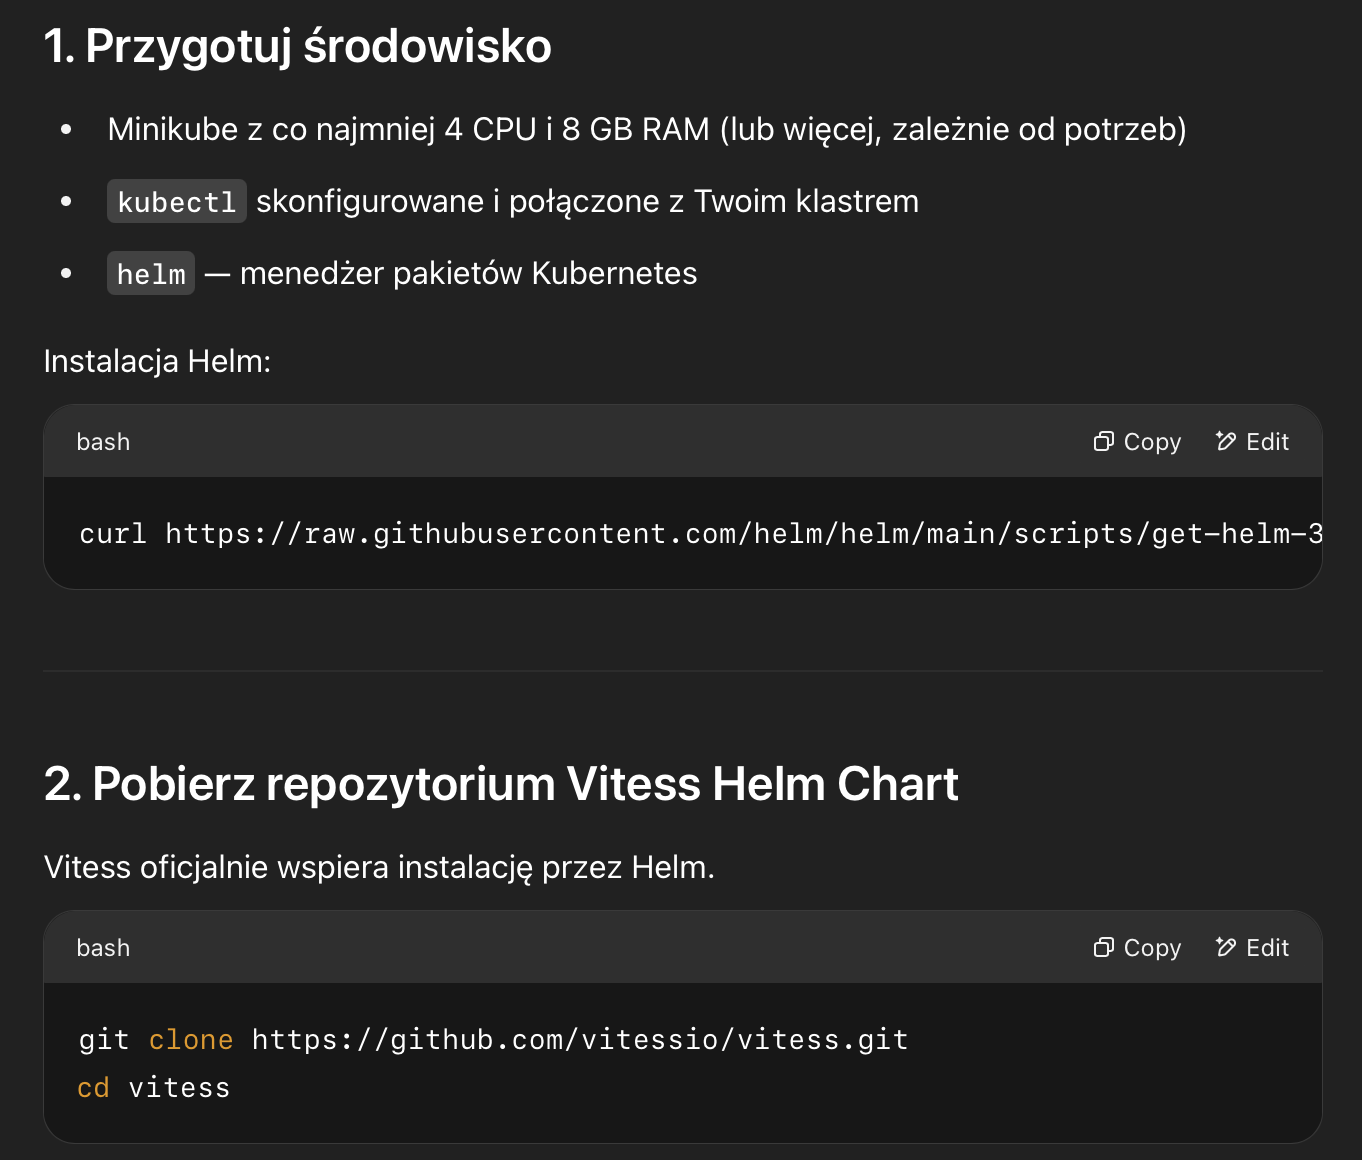 1. Przygotuj środowisko
• Minikube z co najmniej 4 CPU i 8 GB RAM (lub więcej, zależnie od potrzeb)
• kubectl skonfigurowane i połączone z Twoim klastrem
• helm — menedżer pakietów Kubernetes
Instalacja Helm:
bash Copy Edit
curl https://raw.githubusercontent.com/helm/helm/main/scripts/get-helm-3
2. Pobierz repozytorium Vitess Helm Chart
Vitess oficjalnie wspiera instalację przez Helm.
bash Copy Edit
git clone https://github.com/vitessio/vitess.git
cd vitess